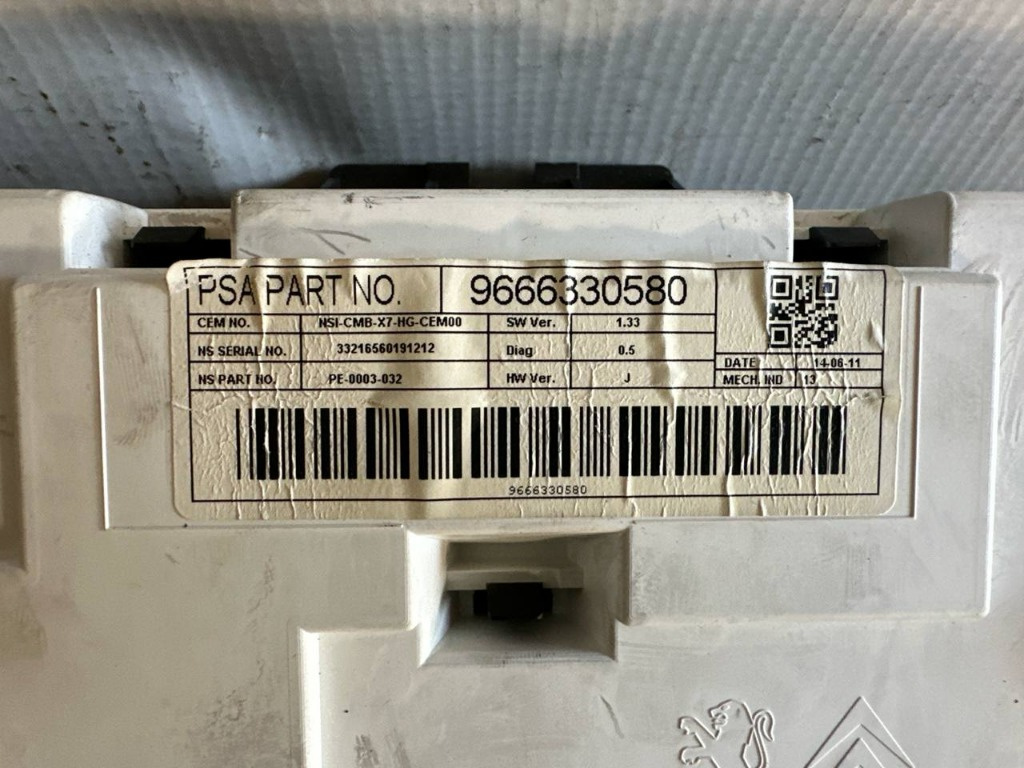 PSA PART NO. 9666330580
CEM NO. NSI-CMB-X7-HG-CEM00 SW Ver. 1.33
NS SERIAL NO. 33216560191212 Diag 0.5
DATE 14-06-11
NS PART NO. PE-0003-032 HW Ver. J MECH. IND 13
9666330580